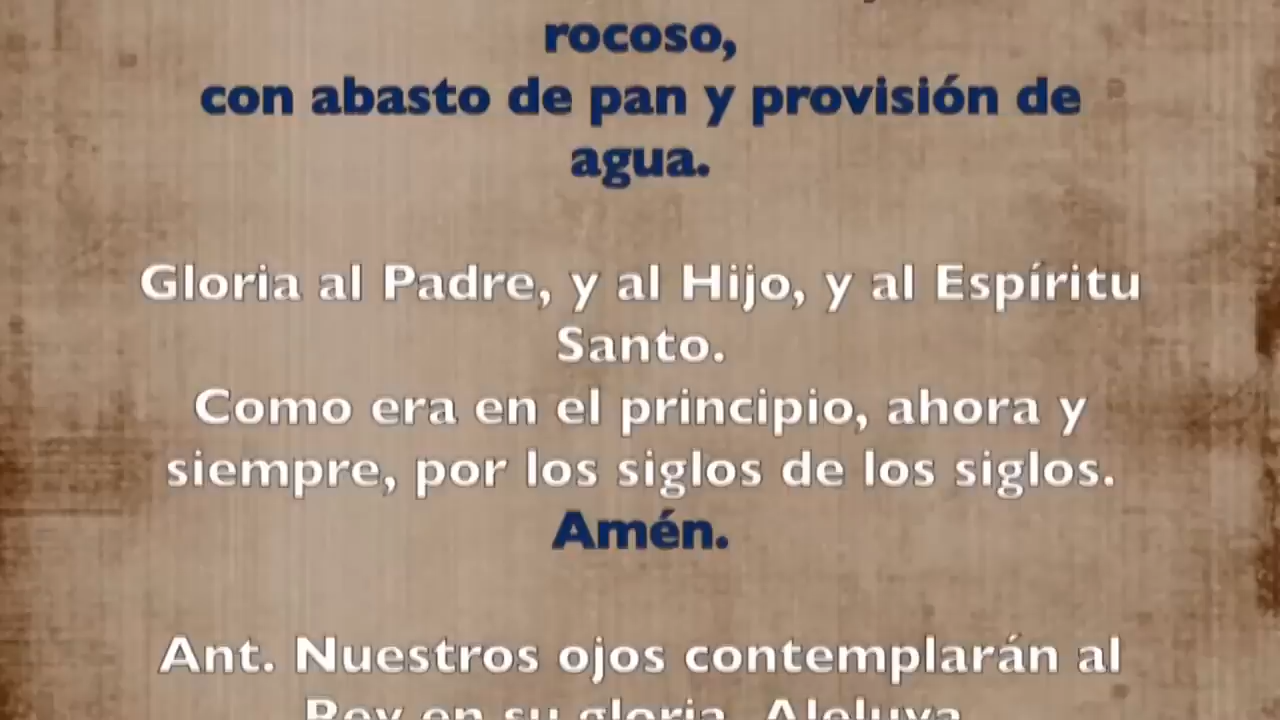 rocoso,
con abasto de pan y provisión de
agua.
Gloria al Padre, y al Hijo, y al Espíritu
Santo.
Como era en el principio, ahora y
siempre, por los siglos de los siglos.
Amén.
Ant. Nuestros ojos contemplarán al
Rey en su gloria. Aleluya.